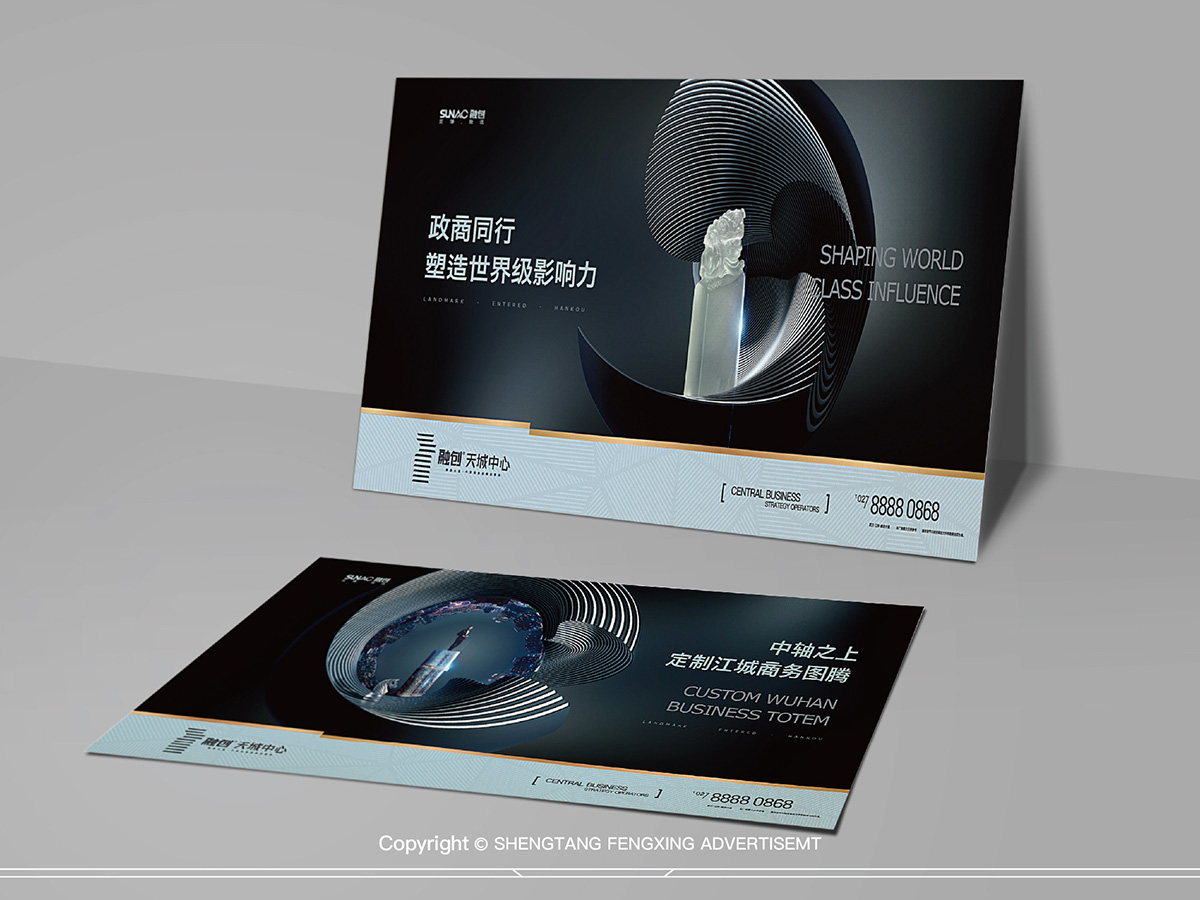 SUNAC 融创
政商同行
塑造世界级影响力
LANDMARK · ENTERED · HANKOU
SHAPING WORLD
CLASS INFLUENCE
融创 天城中心
[ CENTRAL BUSINESS
STRATEGY OPERATORS ]
027/ 8888 0868
SUNAC 融创
中轴之上
定制江城商务图腾
CUSTOM WUHAN
BUSINESS TOTEM
LANDMARK · ENTERED · HANKOU
融创 天城中心
[ CENTRAL BUSINESS
STRATEGY OPERATORS ]
027/ 8888 0868
Copyright © SHENGTANG FENGXING ADVERTISEMT